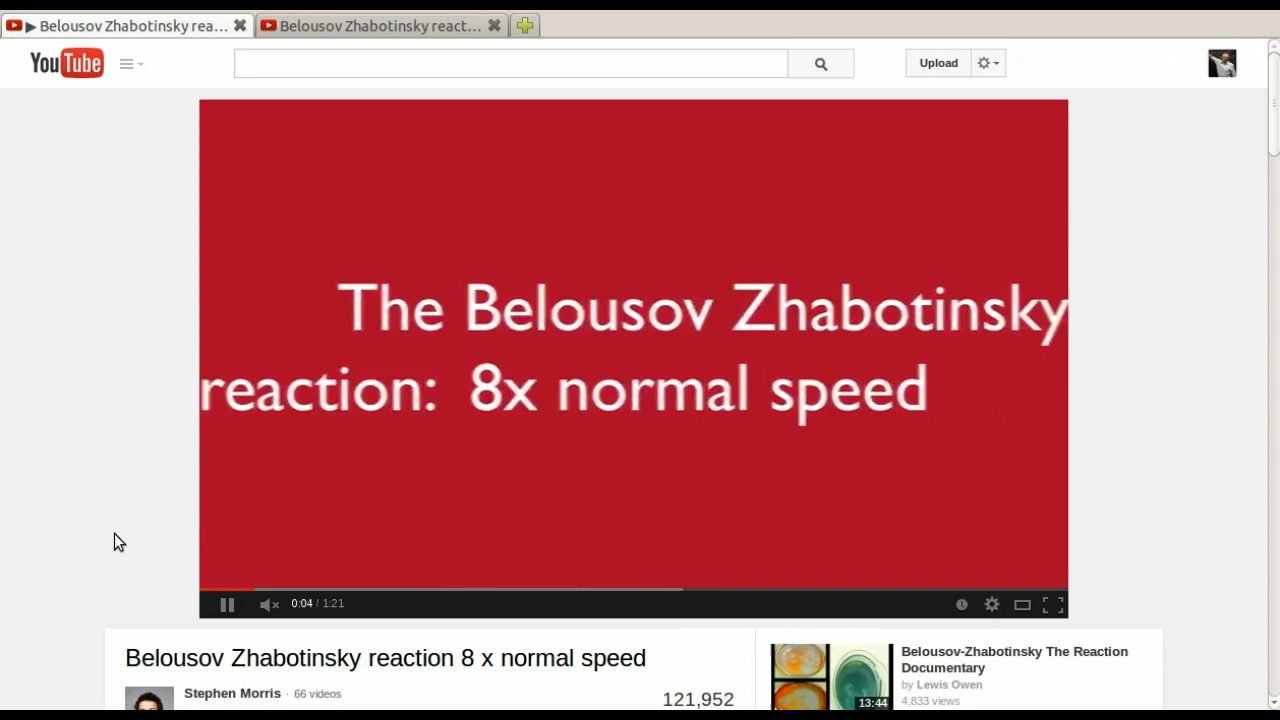 ▶ Belousov Zhabotinsky rea...
Belousov Zhabotinsky react...
YouTube
Upload
The Belousov Zhabotinsky
reaction: 8x normal speed
0:04 / 1:21
Belousov Zhabotinsky reaction 8 x normal speed
Stephen Morris · 66 videos
121,952
13:44
Belousov-Zhabotinsky The Reaction
Documentary
by Lewis Owen
4,833 views